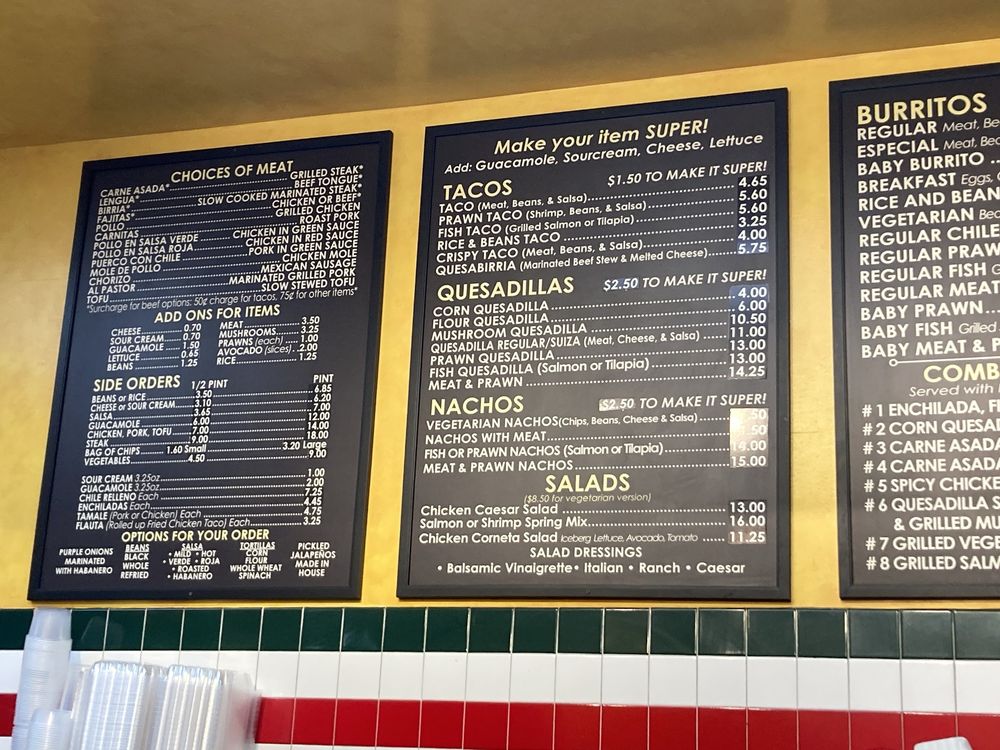 CHOICES OF MEAT
CARNE ASADA* GRILLED STEAK*
LENGUA* BEEF TONGUE*
BIRRIA* SLOW COOKED MARINATED STEAK*
FAJITAS* CHICKEN OR BEEF*
POLLO GRILLED CHICKEN
CARNITAS ROAST PORK
POLLO EN SALSA VERDE CHICKEN IN GREEN SAUCE
POLLO EN SALSA ROJA CHICKEN IN RED SAUCE
PUERCO CON CHILE PORK IN GREEN SAUCE
MOLE DE POLLO CHICKEN MOLE
CHORIZO MEXICAN SAUSAGE
AL PASTOR MARINATED GRILLED PORK
TOFU SLOW STEWED TOFU
*Surcharge for beef options: 50¢ charge for tacos, 75¢ for other items*
ADD ONS FOR ITEMS
CHEESE 0.70 MEAT 3.50
SOUR CREAM 0.70 MUSHROOMS 3.25
GUACAMOLE 1.50 PRAWNS (each) 1.00
LETTUCE 0.65 AVOCADO (slices) 2.00
BEANS 1.25 RICE 1.25
SIDE ORDERS 1/2 PINT PINT
BEANS or RICE 3.50 6.85
CHEESE or SOUR CREAM 3.10 6.20
SALSA 3.65 7.00
GUACAMOLE 6.00 12.00
CHICKEN, PORK, TOFU 7.00 14.00
STEAK 9.00 18.00
BAG OF CHIPS 1.60 Small 3.20 Large
VEGETABLES 4.50 9.00
SOUR CREAM 3.25oz 1.00
GUACAMOLE 3.25oz 2.00
CHILE RELLENO Each 7.25
ENCHILADAS Each 4.45
TAMALE (Pork or Chicken) Each 4.75
FLAUTA (Rolled up Fried Chicken Taco) Each 3.25
OPTIONS FOR YOUR ORDER
PURPLE ONIONS MARINATED WITH HABANERO
BEANS
BLACK
WHOLE
REFRIED
SALSA
• MILD • HOT
• VERDE • ROJA
• ROASTED
• HABANERO
TORTILLAS
CORN
FLOUR
WHOLE WHEAT
SPINACH
PICKLED JALAPEÑOS MADE IN HOUSE
Make your item SUPER!
Add: Guacamole, Sourcream, Cheese, Lettuce
TACOS $1.50 TO MAKE IT SUPER!
TACO (Meat, Beans, & Salsa) 4.65
PRAWN TACO (Shrimp, Beans, & Salsa) 5.60
FISH TACO (Grilled Salmon or Tilapia) 5.60
RICE & BEANS TACO 3.25
CRISPY TACO (Meat, Beans, & Salsa) 4.00
QUESABIRRIA (Marinated Beef Stew & Melted Cheese) 5.75
QUESADILLAS $2.50 TO MAKE IT SUPER!
CORN QUESADILLA 4.00
FLOUR QUESADILLA 6.00
MUSHROOM QUESADILLA 10.50
QUESADILLA REGULAR/SUIZA (Meat, Cheese, & Salsa) 11.00
PRAWN QUESADILLA 13.00
FISH QUESADILLA (Salmon or Tilapia) 13.00
MEAT & PRAWN 14.25
NACHOS $2.50 TO MAKE IT SUPER!
VEGETARIAN NACHOS(Chips, Beans, Cheese & Salsa) .50
NACHOS WITH MEAT .50
FISH OR PRAWN NACHOS (Salmon or Tilapia) 14.00
MEAT & PRAWN NACHOS 15.00
SALADS
($8.50 for vegetarian version)
Chicken Caesar Salad 13.00
Salmon or Shrimp Spring Mix 16.00
Chicken Corneta Salad Iceberg Lettuce, Avocado, Tomato 11.25
SALAD DRESSINGS
• Balsamic Vinaigrette • Italian • Ranch • Caesar
BURRITOS
REGULAR Meat, Be
ESPECIAL Meat, Bea
BABY BURRITO
BREAKFAST Eggs,
RICE AND BEAN
VEGETARIAN Bea
REGULAR CHILE
REGULAR PRAW
REGULAR FISH G
REGULAR MEAT
BABY PRAWN
BABY FISH Grilled
BABY MEAT & P
COMB
Served with
# 1 ENCHILADA, F
# 2 CORN QUESAD
# 3 CARNE ASADA
# 4 CARNE ASADA
# 5 SPICY CHICKE
# 6 QUESADILLA S
& GRILLED MU
# 7 GRILLED VEGE
# 8 GRILLED SALM